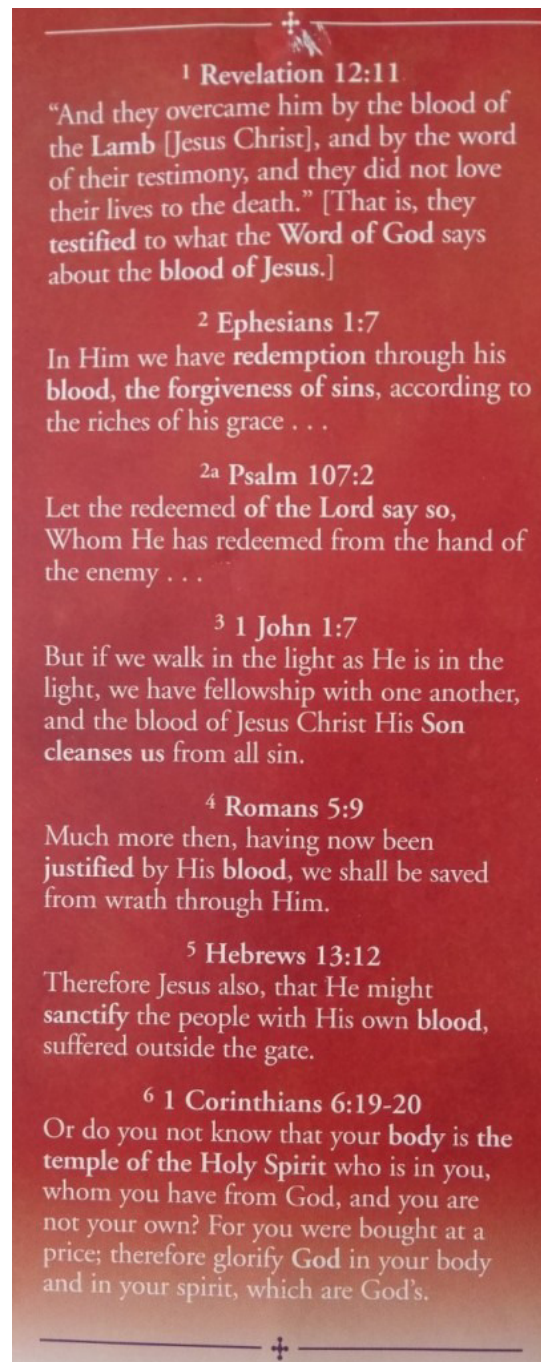 1 Revelation 12:11
“And they overcame him by the blood of
the Lamb [Jesus Christ], and by the word
of their testimony, and they did not love
their lives to the death.” [That is, they
testified to what the Word of God says
about the blood of Jesus.]
2 Ephesians 1:7
In Him we have redemption through his
blood, the forgiveness of sins, according to
the riches of his grace . . .
2a Psalm 107:2
Let the redeemed of the Lord say so,
Whom He has redeemed from the hand of
the enemy . . .
3 1 John 1:7
But if we walk in the light as He is in the
light, we have fellowship with one another,
and the blood of Jesus Christ His Son
cleanses us from all sin.
4 Romans 5:9
Much more then, having now been
justified by His blood, we shall be saved
from wrath through Him.
5 Hebrews 13:12
Therefore Jesus also, that He might
sanctify the people with His own blood,
suffered outside the gate.
6 1 Corinthians 6:19-20
Or do you not know that your body is the
temple of the Holy Spirit who is in you,
whom you have from God, and you are
not your own? For you were bought at a
price; therefore glorify God in your body
and in your spirit, which are God’s.